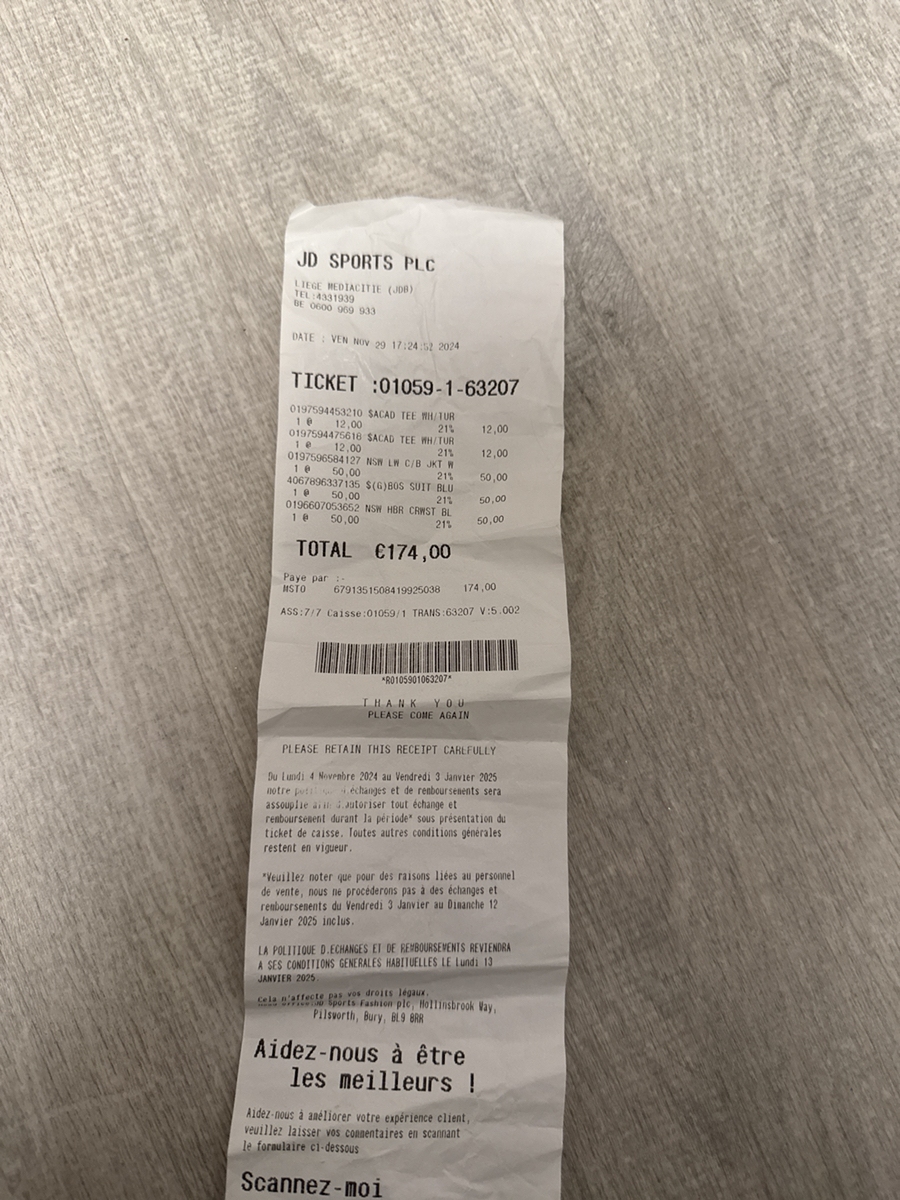 JD SPORTS PLC
LIEGE MEDIACITIE (JDB)
TEL:4331939
BE 0600 969 933
DATE : VEN NOV 29 17:24:52 2024
TICKET :01059-1-63207
0197594453210 $ACAD TEE WH/TUR
1 @ 12,00 21% 12,00
0197594475618 $ACAD TEE WH/TUR
1 @ 12,00 21% 12,00
0197596584127 NSW LW C/B JKT W
1 @ 50,00 21% 50,00
4067896337135 $(G)BOS SUIT BLU
1 @ 50,00 21% 50,00
0196607053652 NSW HBR CRWST BL
1 @ 50,00 21% 50,00
TOTAL €174,00
Paye par :-
MSTO 6791351508419925038 174,00
ASS:7/7 Caisse:01059/1 TRANS:63207 V:5.002
*R0105901063207*
THANK YOU
PLEASE COME AGAIN
PLEASE RETAIN THIS RECEIPT CAREFULLY
Du Lundi 4 Novembre 2024 au Vendredi 3 Janvier 2025
notre échanges et de remboursements sera
assouplie d'autoriser tout échange et
remboursement durant la période* sous présentation du
ticket de caisse. Toutes autres conditions générales
restent en vigueur.
*Veuillez noter que pour des raisons liées au personnel
de vente, nous ne procéderons pas à des échanges et
remboursements du Vendredi 3 Janvier au Dimanche 12
Janvier 2025 inclus.
LA POLITIQUE D.ECHANGES ET DE REMBOURSEMENTS REVIENDRA
A SES CONDITIONS GENERALES HABITUELLES LE Lundi 13
JANVIER 2025.
Cela n'affecte pas vos droits légaux.
JD Sports Fashion plc, Hollinsbrook Way,
Pilsworth, Bury, BL9 8RR
Aidez-nous à être
les meilleurs !
Aidez-nous à améliorer votre expérience client,
veuillez laisser vos commentaires en scannant
le formulaire ci-dessous
Scannez-moi